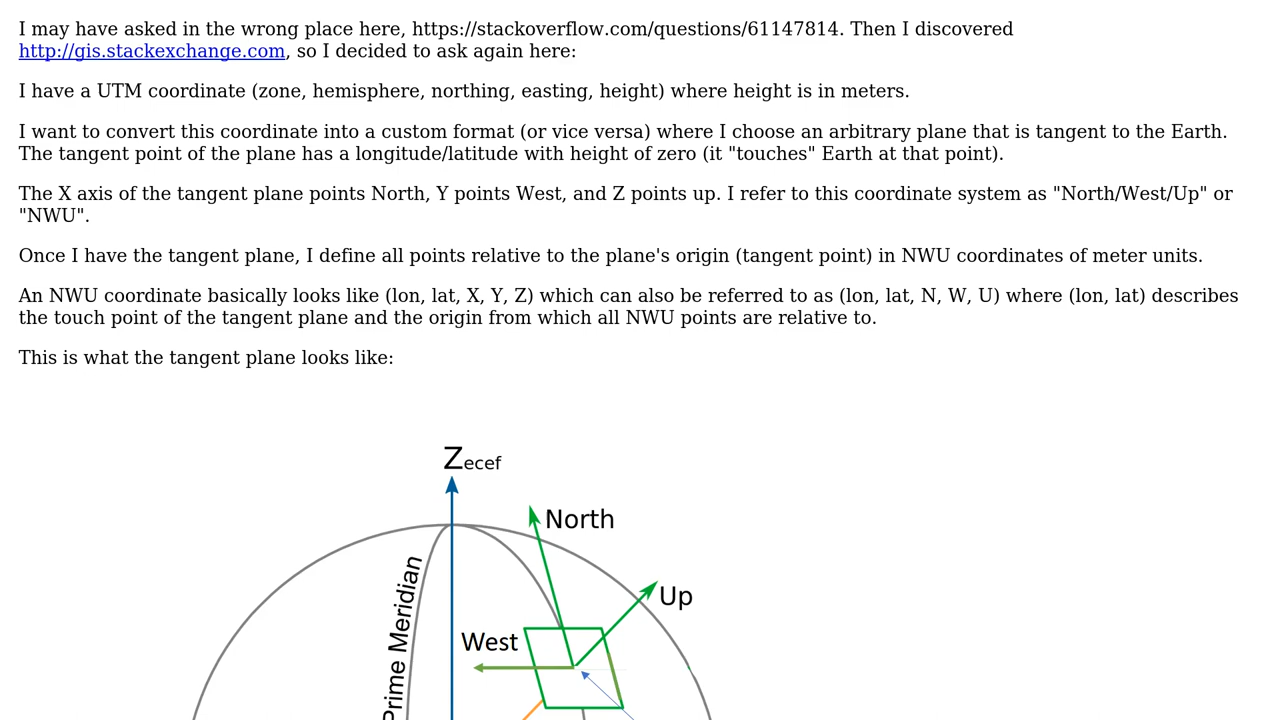 I may have asked in the wrong place here, https://stackoverflow.com/questions/61147814. Then I discovered
http://gis.stackexchange.com, so I decided to ask again here:
I have a UTM coordinate (zone, hemisphere, northing, easting, height) where height is in meters.
I want to convert this coordinate into a custom format (or vice versa) where I choose an arbitrary plane that is tangent to the Earth.
The tangent point of the plane has a longitude/latitude with height of zero (it "touches" Earth at that point).
The X axis of the tangent plane points North, Y points West, and Z points up. I refer to this coordinate system as "North/West/Up" or
"NWU".
Once I have the tangent plane, I define all points relative to the plane's origin (tangent point) in NWU coordinates of meter units.
An NWU coordinate basically looks like (lon, lat, X, Y, Z) which can also be referred to as (lon, lat, N, W, U) where (lon, lat) describes
the touch point of the tangent plane and the origin from which all NWU points are relative to.
This is what the tangent plane looks like:
Zecef
North
Up
West
Prime Meridian